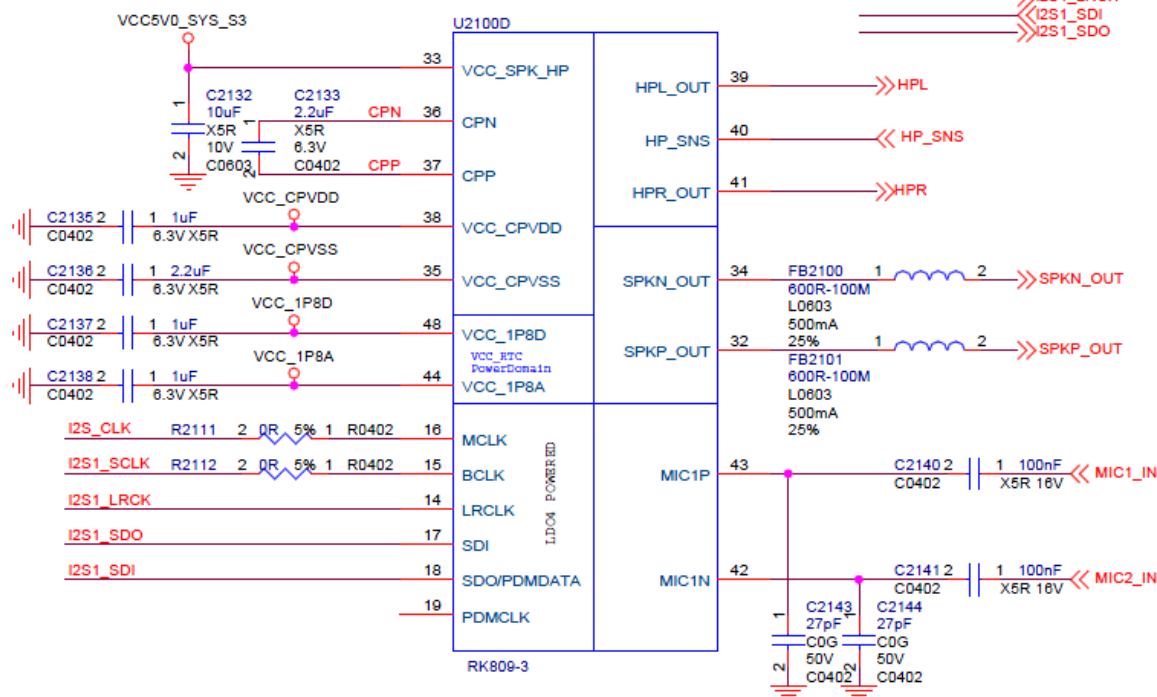 VCC5V0_SYS_S3
I2S1_SDI
I2S1_SDO
U2100D
33 VCC_SPK_HP
1 C2132 C2133
10uF 1 2.2uF CPN 36 CPN
X5R X5R
10V 6.3V
2 C0603 2 C0402 CPP 37 CPP
HPL_OUT 39 HPL
HP_SNS 40 HP_SNS
HPR_OUT 41 HPR
VCC_CPVDD
C2135 2 1 1uF 38 VCC_CPVDD
C0402 6.3V X5R
VCC_CPVSS
C2136 2 1 2.2uF 35 VCC_CPVSS
C0402 6.3V X5R
VCC_1P8D
C2137 2 1 1uF 48 VCC_1P8D
C0402 6.3V X5R
VCC_RTC
PowerDomain
VCC_1P8A
C2138 2 1 1uF 44 VCC_1P8A
C0402 6.3V X5R
SPKN_OUT 34 FB2100 1 2 SPKN_OUT
600R-100M
L0603
500mA
25%
SPKP_OUT 32 1 2 SPKP_OUT
FB2101
600R-100M
L0603
500mA
25%
I2S_CLK R2111 2 0R 5% 1 R0402 16 MCLK
I2S1_SCLK R2112 2 0R 5% 1 R0402 15 BCLK
I2S1_LRCK 14 LRCLK
I2S1_SDO 17 SDI
I2S1_SDI 18 SDO/PDMDATA
19 PDMCLK
LDO4 POWERED
MIC1P 43 C2140 2 1 100nF MIC1_IN
C0402 X5R 16V
MIC1N 42 C2141 2 1 100nF MIC2_IN
C0402 X5R 16V
1 C2143 1 C2144
27pF 27pF
C0G C0G
50V 50V
2 C0402 2 C0402
RK809-3